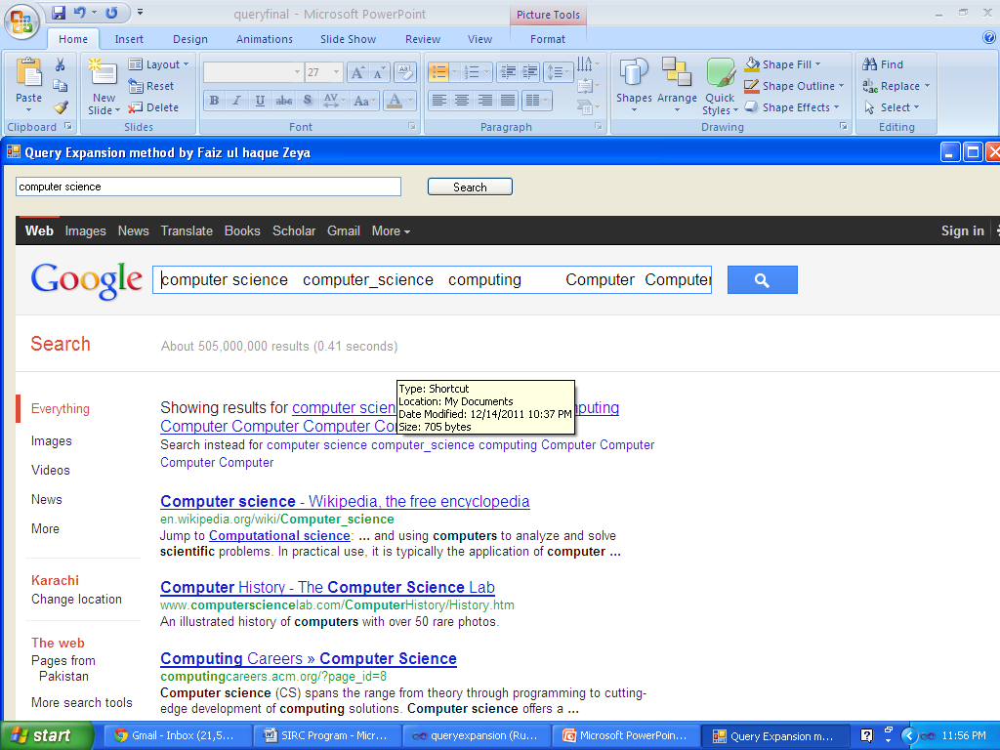 queryfinal - Microsoft PowerPoint
Picture Tools
Home Insert Design Animations Slide Show Review View Format
Paste
Clipboard
New Slide
Layout
Reset
Delete
Slides
27
B I U abc S AV Aa A
Font
Paragraph
Shapes
Arrange
Quick Styles
Shape Fill
Shape Outline
Shape Effects
Drawing
Find
Replace
Select
Editing
Query Expansion method by Faiz ul haque Zeya
computer science
Search
Web Images News Translate Books Scholar Gmail More
Sign in
Google
computer science computer_science computing Computer Computer
Search
About 505,000,000 results (0.41 seconds)
Everything
Images
Videos
News
More
Karachi
Change location
The web
Pages from
Pakistan
More search tools
Type: Shortcut
Location: My Documents
Date Modified: 12/14/2011 10:37 PM
Size: 705 bytes
Showing results for computer
Computer Computer Computer
Search instead for computer science computer_science computing Computer Computer
Computer Computer
Computer science - Wikipedia, the free encyclopedia
en.wikipedia.org/wiki/Computer_science
Jump to Computational science: ... and using computers to analyze and solve
scientific problems. In practical use, it is typically the application of computer ...
Computer History - The Computer Science Lab
www.computersciencelab.com/ComputerHistory/History.htm
An illustrated history of computers with over 50 rare photos.
Computing Careers » Computer Science
computingcareers.acm.org/?page_id=8
Computer science (CS) spans the range from theory through programming to cutting-
edge development of computing solutions. Computer science offers a ...
start
Gmail - Inbox (21,5...
SIRC Program - Micr...
queryexpansion (Ru...
Microsoft PowerPoin...
Query Expansion m...
11:56 PM